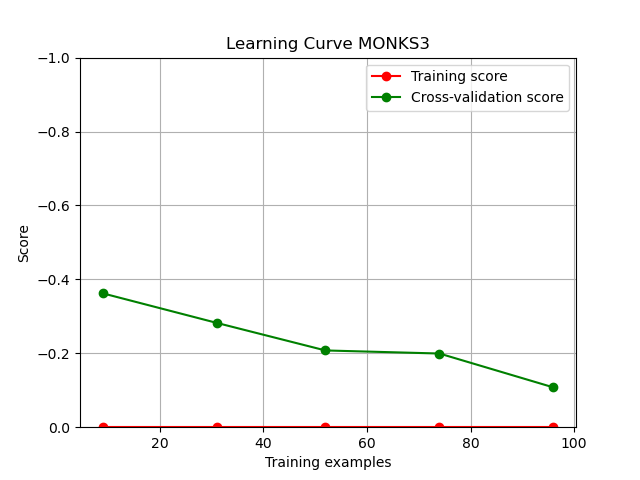 Learning Curve MONKS3
Training score
Cross-validation score
−1.0
−0.8
−0.6
−0.4
−0.2
0.0
Score
20
40
60
80
100
Training examples